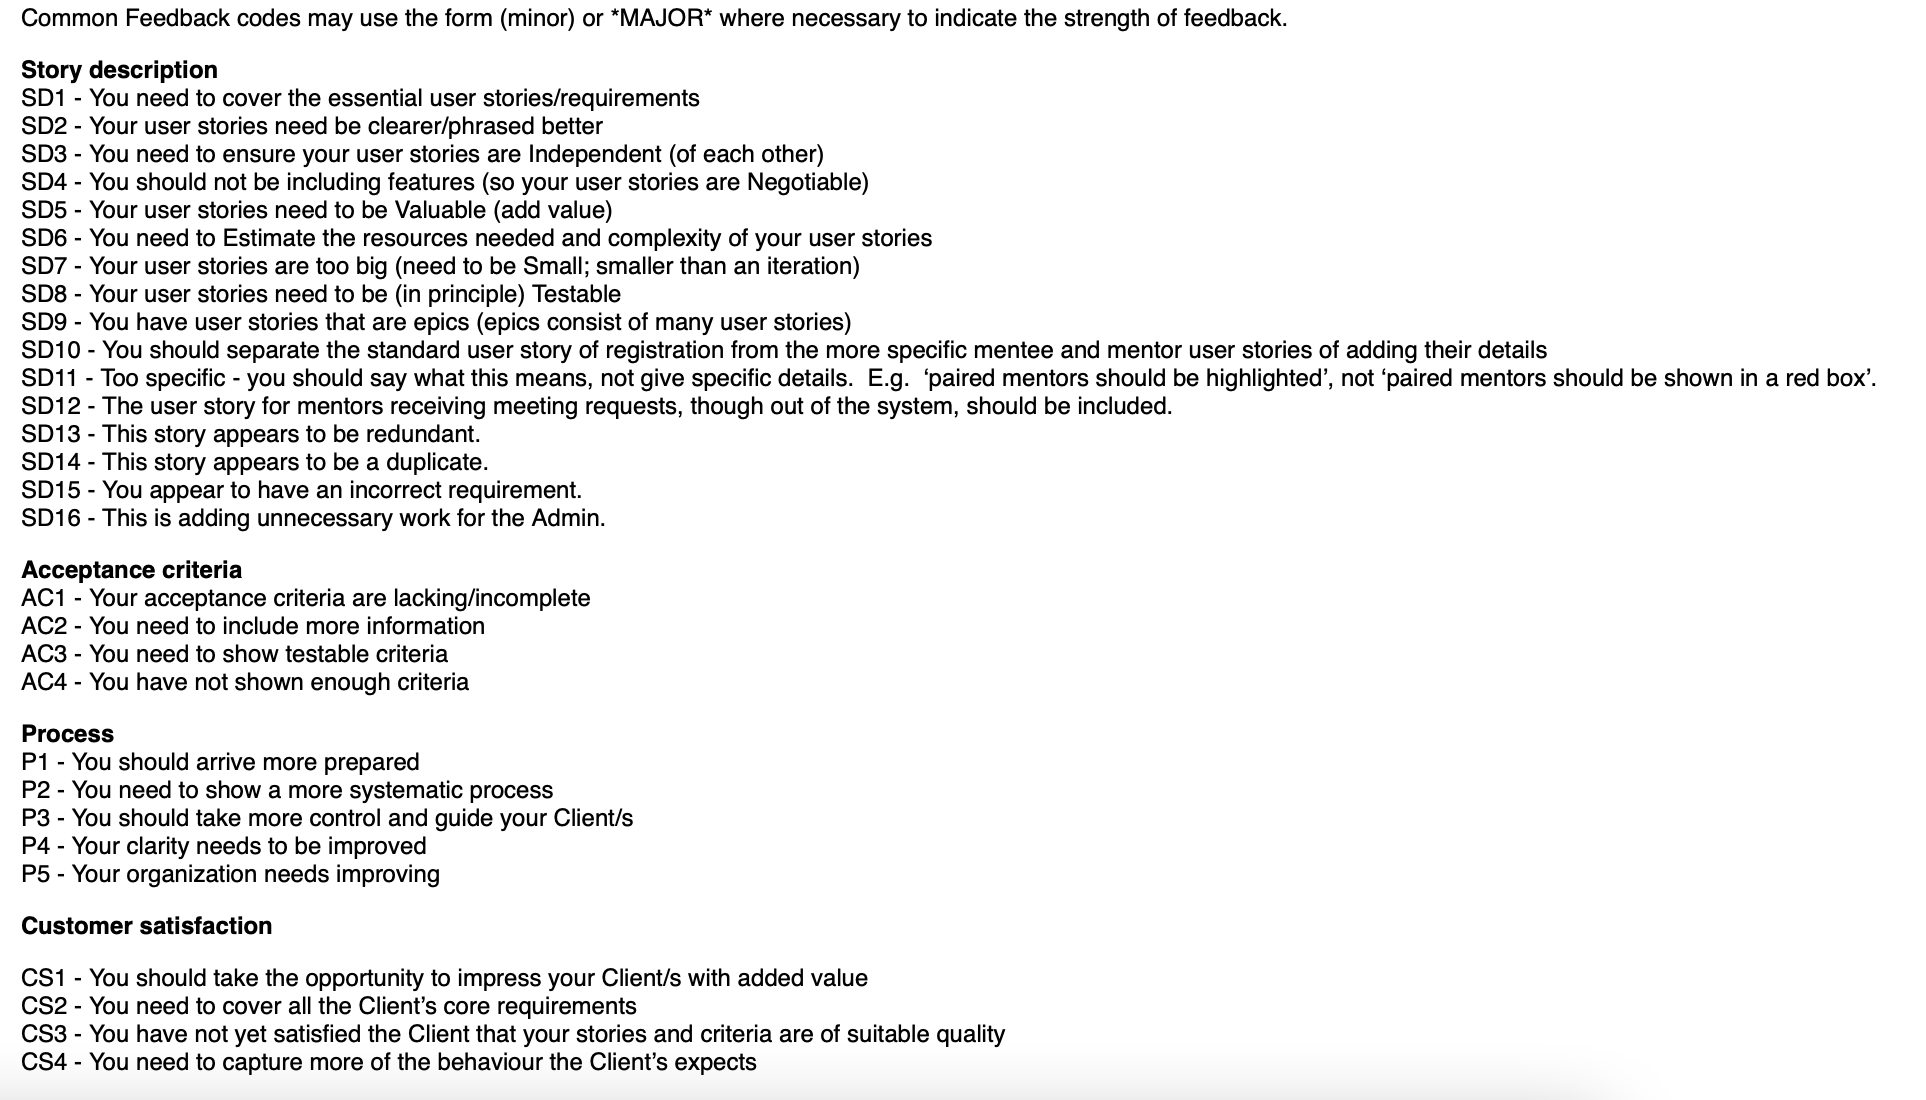 Common Feedback codes may use the form (minor) or *MAJOR* where necessary to indicate the strength of feedback.
Story description
SD1 - You need to cover the essential user stories/requirements
SD2 - Your user stories need be clearer/phrased better
SD3 - You need to ensure your user stories are Independent (of each other)
SD4 - You should not be including features (so your user stories are Negotiable)
SD5 - Your user stories need to be Valuable (add value)
SD6 - You need to Estimate the resources needed and complexity of your user stories
SD7 - Your user stories are too big (need to be Small; smaller than an iteration)
SD8 - Your user stories need to be (in principle) Testable
SD9 - You have user stories that are epics (epics consist of many user stories)
SD10 - You should separate the standard user story of registration from the more specific mentee and mentor user stories of adding their details
SD11 - Too specific - you should say what this means, not give specific details.  E.g.  ‘paired mentors should be highlighted’, not ‘paired mentors should be shown in a red box’.
SD12 - The user story for mentors receiving meeting requests, though out of the system, should be included.
SD13 - This story appears to be redundant.
SD14 - This story appears to be a duplicate.
SD15 - You appear to have an incorrect requirement.
SD16 - This is adding unnecessary work for the Admin.
Acceptance criteria
AC1 - Your acceptance criteria are lacking/incomplete
AC2 - You need to include more information
AC3 - You need to show testable criteria
AC4 - You have not shown enough criteria
Process
P1 - You should arrive more prepared
P2 - You need to show a more systematic process
P3 - You should take more control and guide your Client/s
P4 - Your clarity needs to be improved
P5 - Your organization needs improving
Customer satisfaction
CS1 - You should take the opportunity to impress your Client/s with added value
CS2 - You need to cover all the Client’s core requirements
CS3 - You have not yet satisfied the Client that your stories and criteria are of suitable quality
CS4 - You need to capture more of the behaviour the Client’s expects